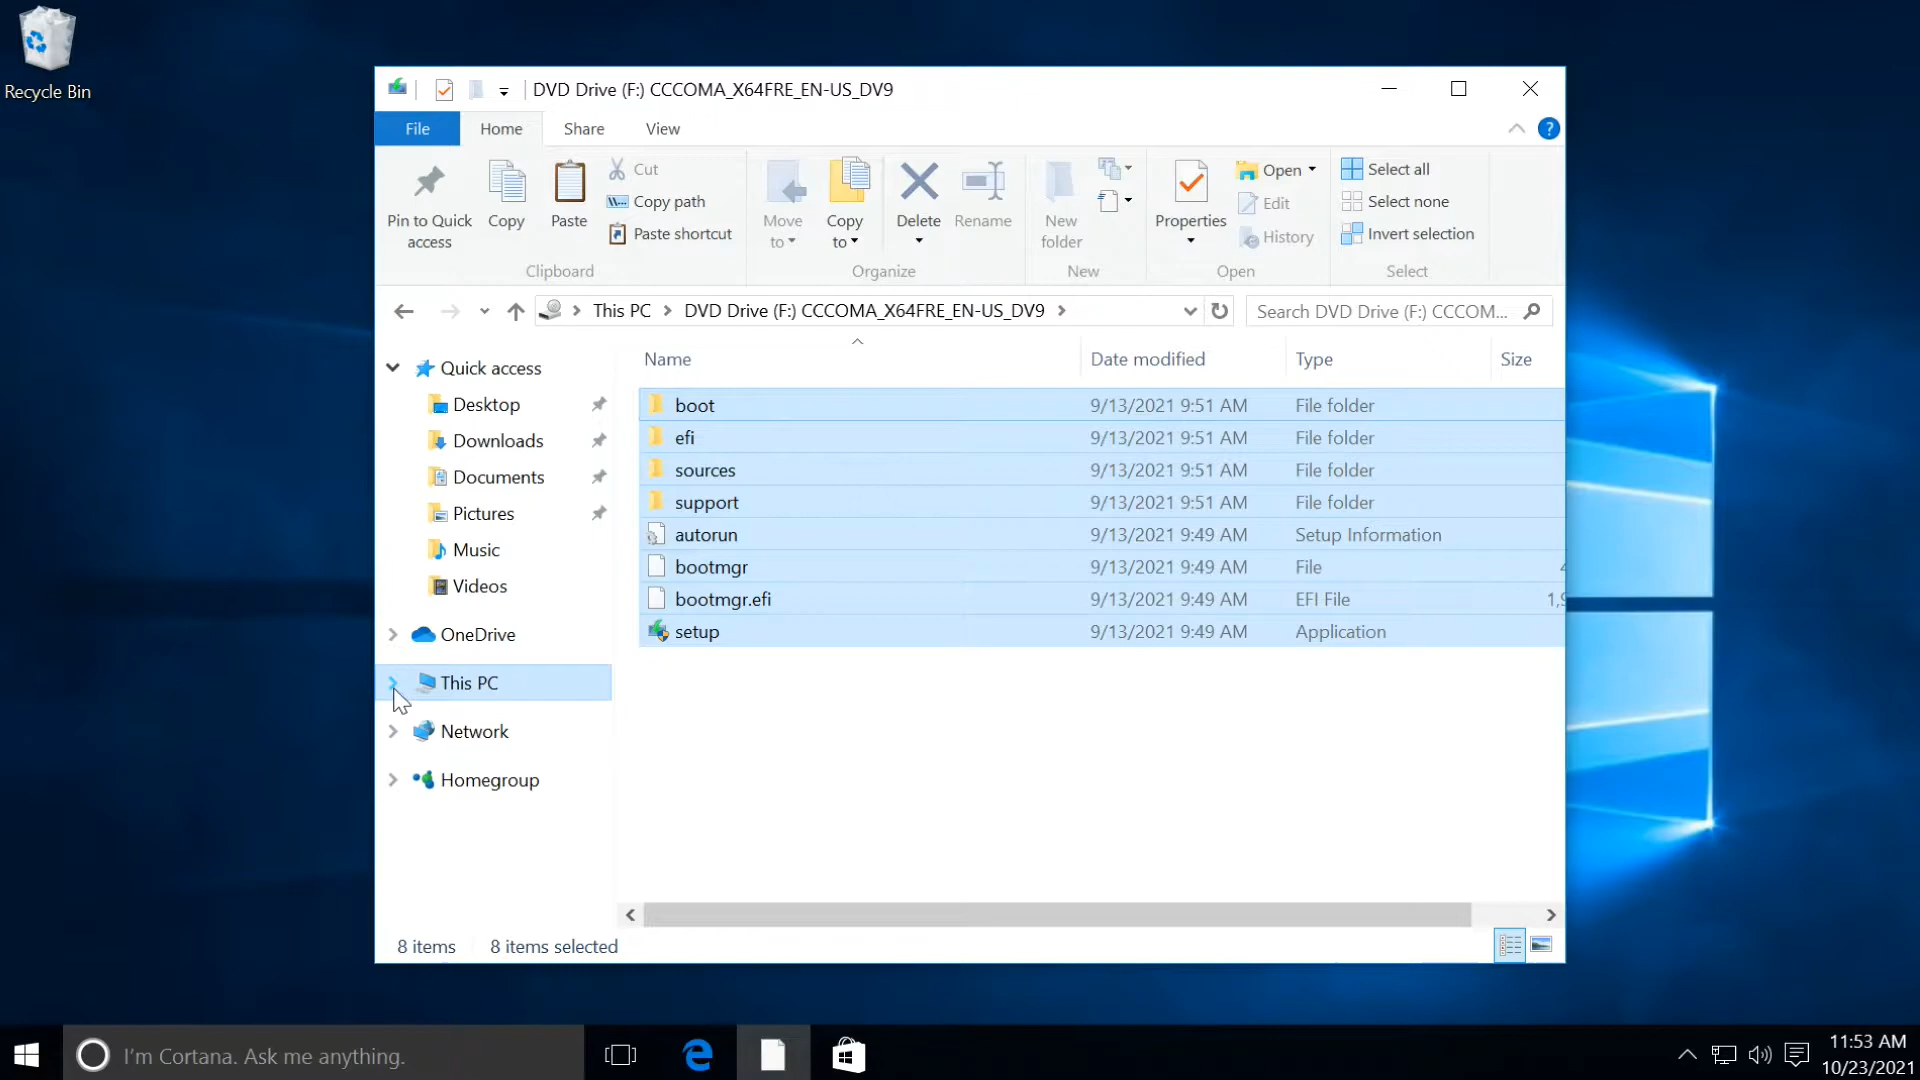 Recycle Bin
DVD Drive (F:) CCCOMA_X64FRE_EN-US_DV9
File Home Share View
Pin to Quick access
Copy
Paste
Cut
Copy path
Paste shortcut
Clipboard
Move to
Copy to
Delete
Rename
Organize
New folder
New
Properties
Open
Edit
History
Open
Select all
Select none
Invert selection
Select
This PC DVD Drive (F:) CCCOMA_X64FRE_EN-US_DV9
Search DVD Drive (F:) CCCOM...
Quick access
Desktop
Downloads
Documents
Pictures
Music
Videos
OneDrive
This PC
Network
Homegroup
Name Date modified Type Size
boot 9/13/2021 9:51 AM File folder
efi 9/13/2021 9:51 AM File folder
sources 9/13/2021 9:51 AM File folder
support 9/13/2021 9:51 AM File folder
autorun 9/13/2021 9:49 AM Setup Information
bootmgr 9/13/2021 9:49 AM File
bootmgr.efi 9/13/2021 9:49 AM EFI File
setup 9/13/2021 9:49 AM Application
8 items 8 items selected
I'm Cortana. Ask me anything.
11:53 AM
10/23/2021